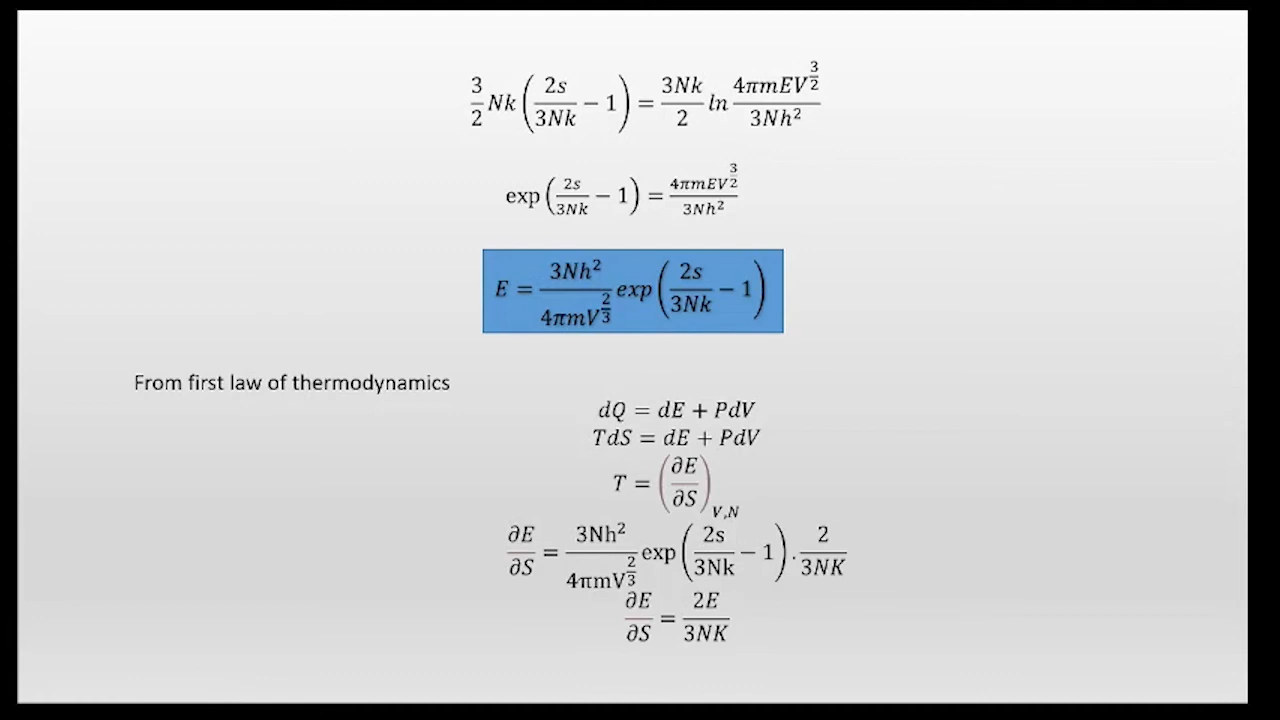 3/2 Nk (2s/3Nk − 1) = 3Nk/2 ln 4πmEV^(3/2)/3Nh²
exp (2s/3Nk − 1) = 4πmEV^(3/2)/3Nh²
E = 3Nh²/4πmV^(2/3) exp (2s/3Nk − 1)
From first law of thermodynamics
dQ = dE + PdV
TdS = dE + PdV
T = (∂E/∂S)_V,N
∂E/∂S = 3Nh²/4πmV^(2/3) exp (2s/3Nk − 1) . 2/3NK
∂E/∂S = 2E/3NK